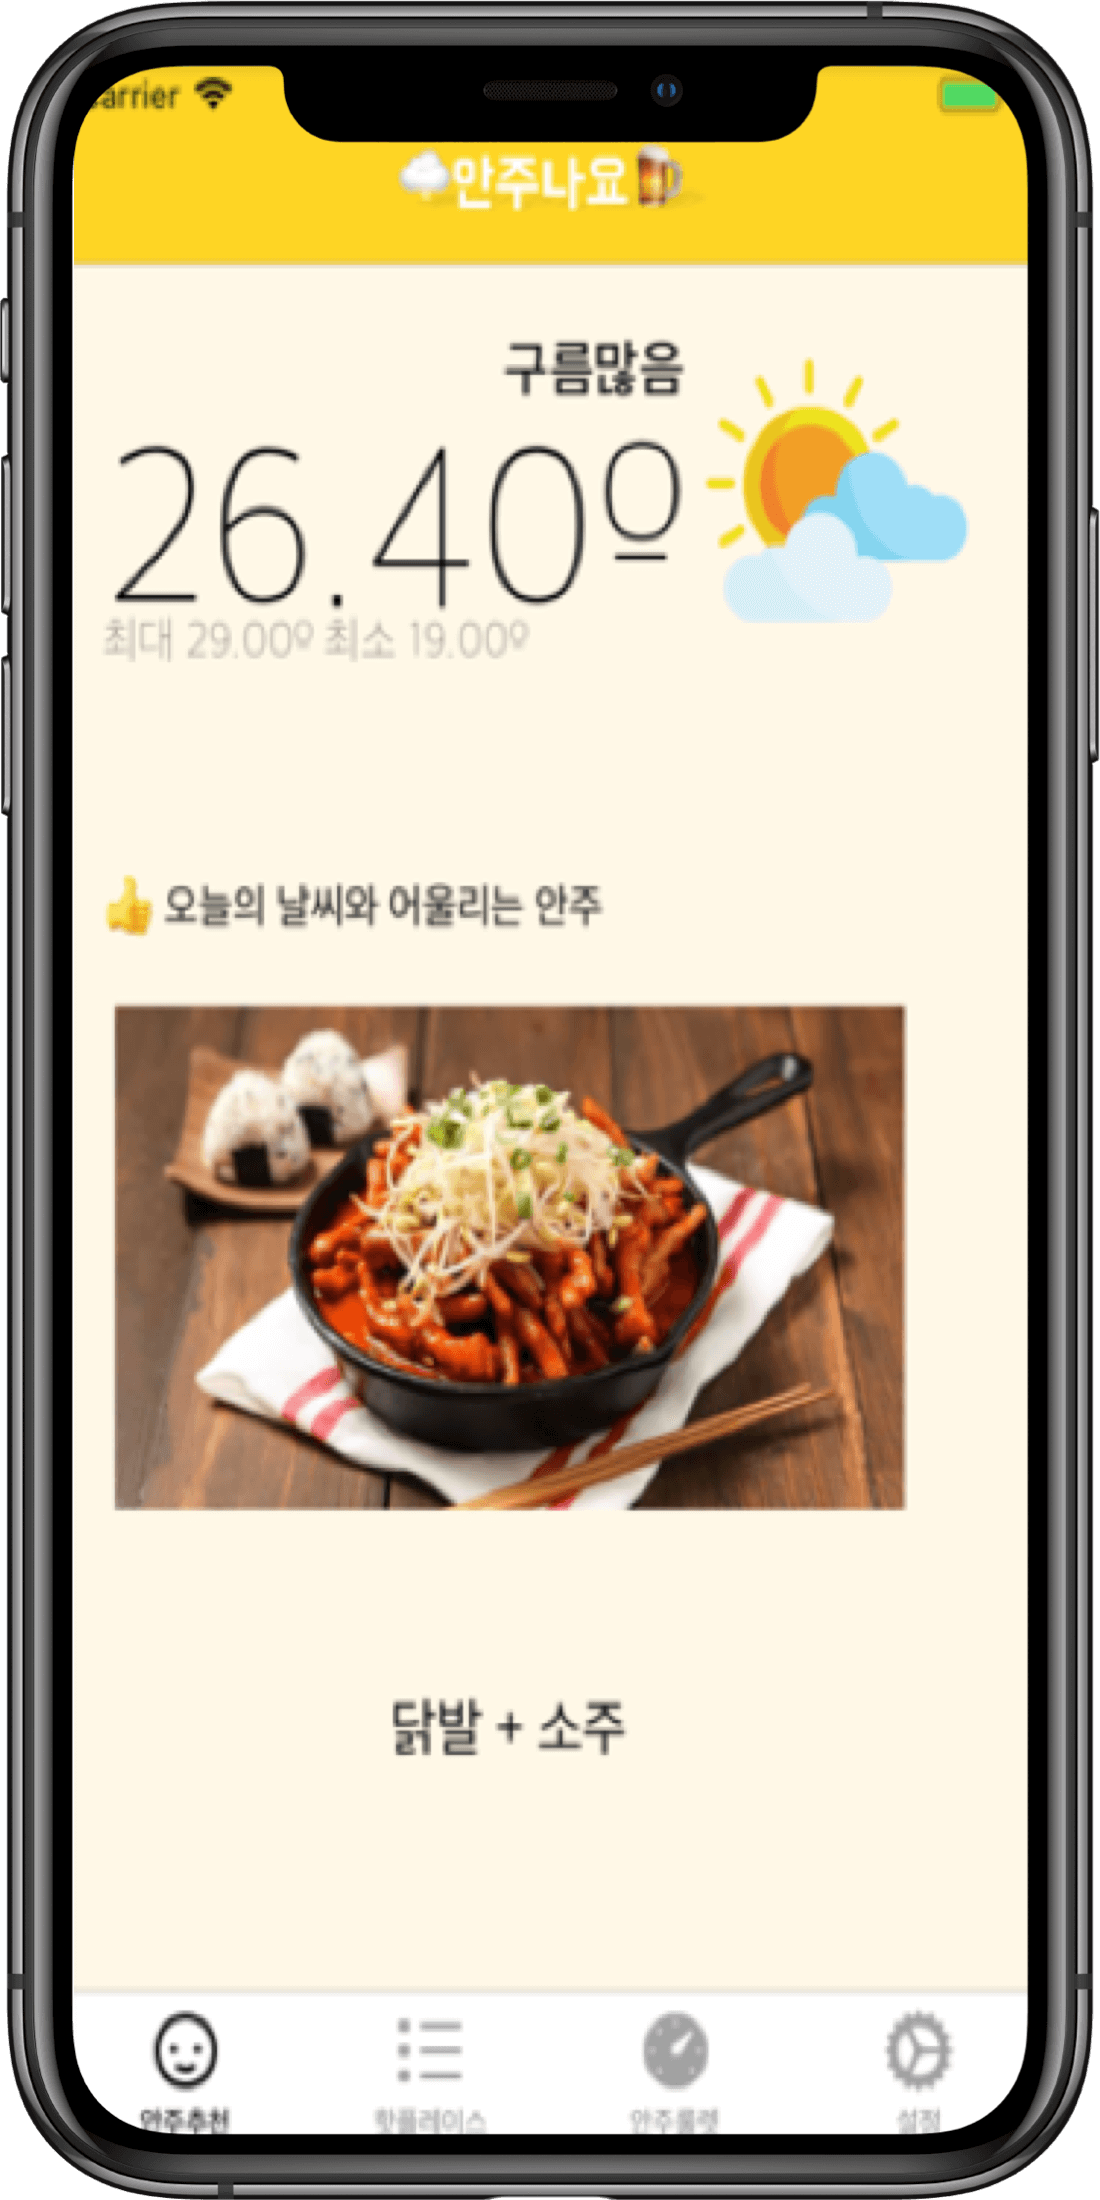 arrier
안주나요
구름많음
26.40º
최대 29.00º 최소 19.00º
👍 오늘의 날씨와 어울리는 안주
닭발 + 소주
안주추천 핫플레이스 안주룰렛 설정